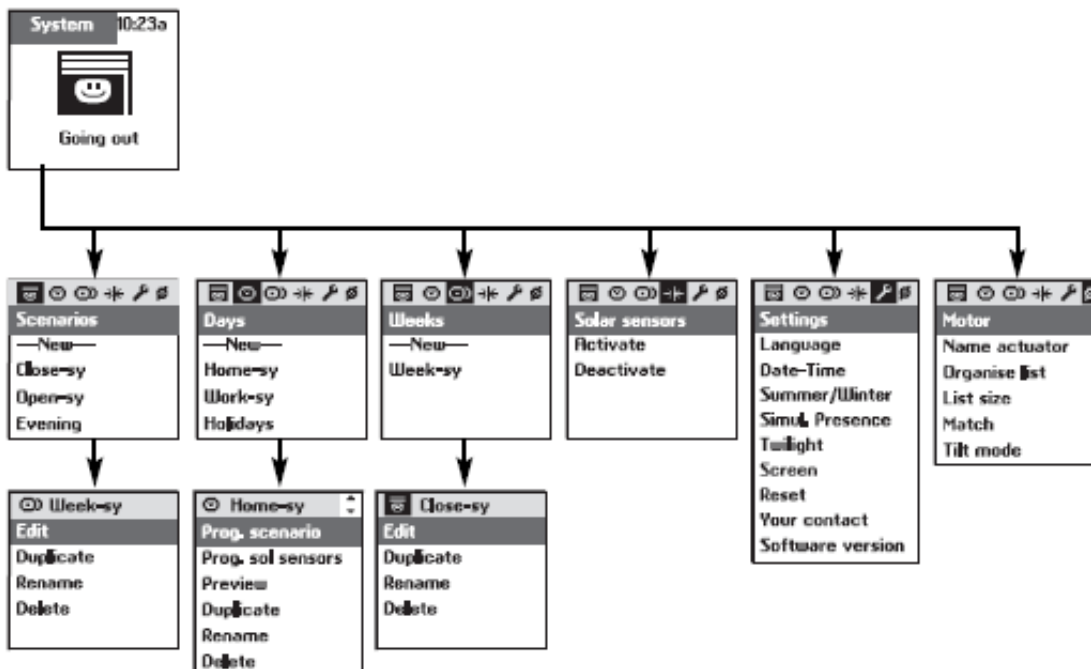 System 10:23a
Going out
Scenarios
—New—
Close-sy
Open-sy
Evening
Days
—New—
Home-sy
Work-sy
Holidays
Weeks
—New—
Week-sy
Solar sensors
Activate
Deactivate
Settings
Language
Date-Time
Summer/Winter
Simul. Presence
Twilight
Screen
Reset
Your contact
Software version
Motor
Name actuator
Organise list
List size
Match
Tilt mode
Week-sy
Edit
Duplicate
Rename
Delete
Home-sy
Prog. scenario
Prog. sol sensors
Preview
Duplicate
Rename
Delete
Close-sy
Edit
Duplicate
Rename
Delete